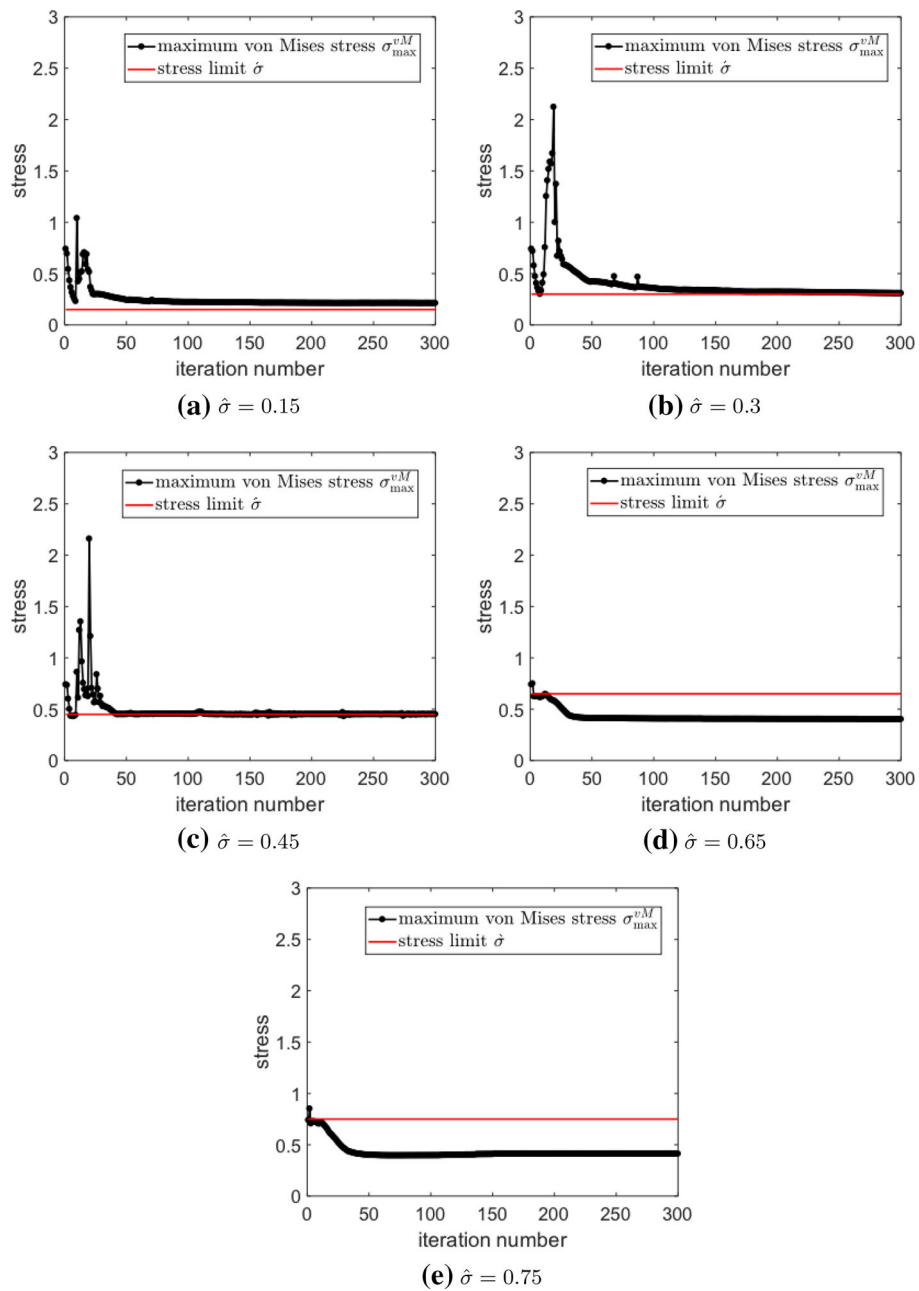 3
2.5
2
1.5
1
0.5
0
stress
maximum von Mises stress σ_max^vM
stress limit σ́
0 50 100 150 200 250 300
iteration number
(a) σ̂ = 0.15
3
2.5
2
1.5
1
0.5
0
stress
maximum von Mises stress σ_max^vM
stress limit σ́
0 50 100 150 200 250 300
iteration number
(b) σ̂ = 0.3
3
2.5
2
1.5
1
0.5
0
stress
maximum von Mises stress σ_max^vM
stress limit σ́
0 50 100 150 200 250 300
iteration number
(c) σ̂ = 0.45
3
2.5
2
1.5
1
0.5
0
stress
maximum von Mises stress σ_max^vM
stress limit σ́
0 50 100 150 200 250 300
iteration number
(d) σ̂ = 0.65
3
2.5
2
1.5
1
0.5
0
stress
maximum von Mises stress σ_max^vM
stress limit σ̀
0 50 100 150 200 250 300
iteration number
(e) σ̂ = 0.75